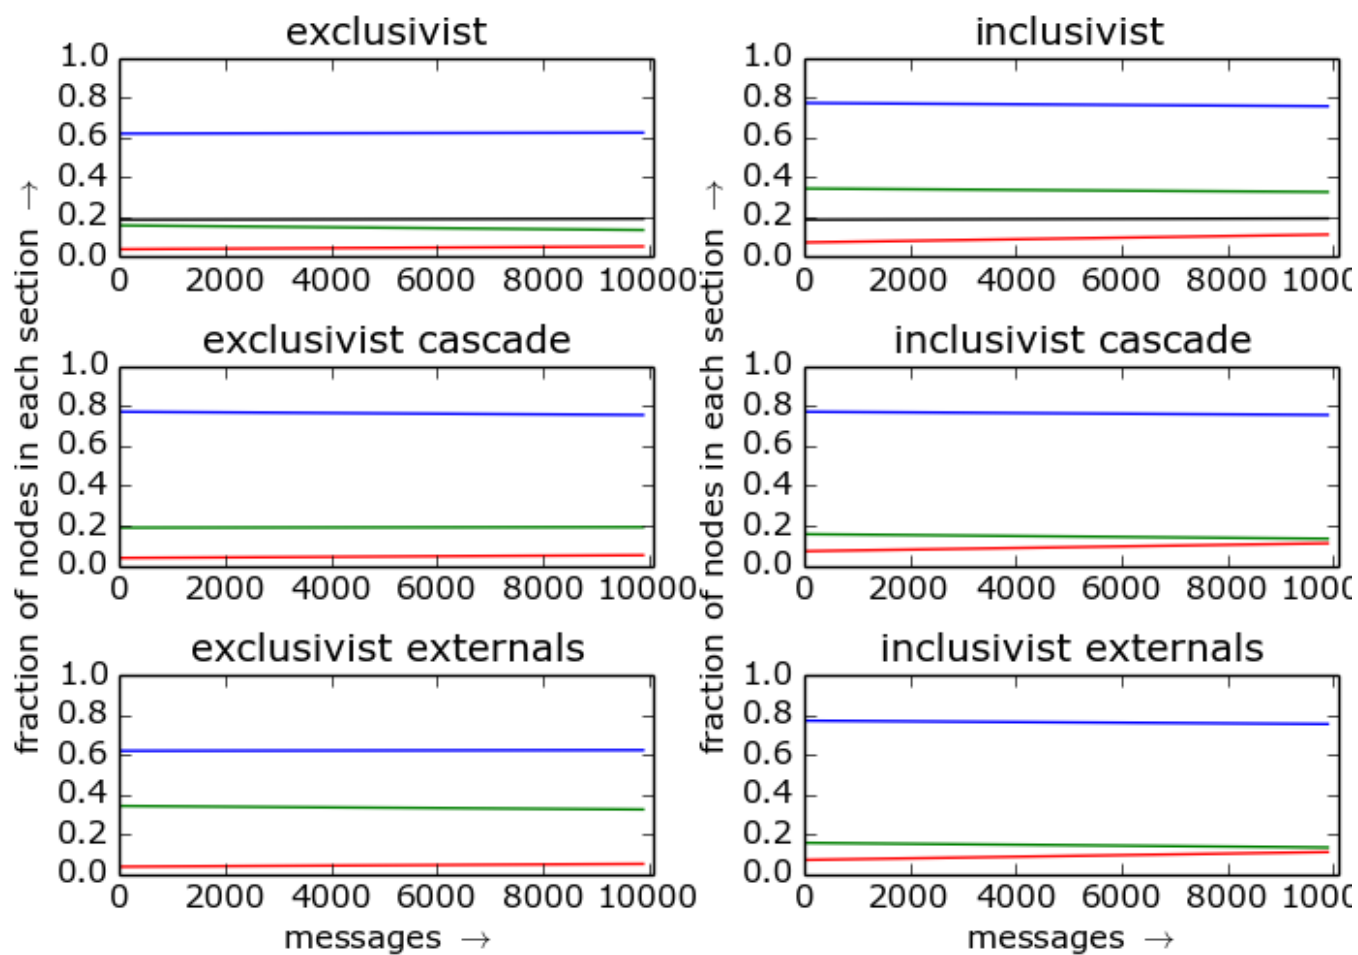 exclusivist
inclusivist
1.0
0.8
0.6
0.4
0.2
0.0
0 2000 4000 6000 8000 10000
1.0
0.8
0.6
0.4
0.2
0.0
0 2000 4000 6000 8000 1000
exclusivist cascade
inclusivist cascade
1.0
0.8
0.6
0.4
0.2
0.0
0 2000 4000 6000 8000 10000
1.0
0.8
0.6
0.4
0.2
0.0
0 2000 4000 6000 8000 1000
exclusivist externals
inclusivist externals
1.0
0.8
0.6
0.4
0.2
0.0
0 2000 4000 6000 8000 10000
1.0
0.8
0.6
0.4
0.2
0.0
0 2000 4000 6000 8000 1000
fraction of nodes in each section →
fraction of nodes in each section →
messages →
messages →